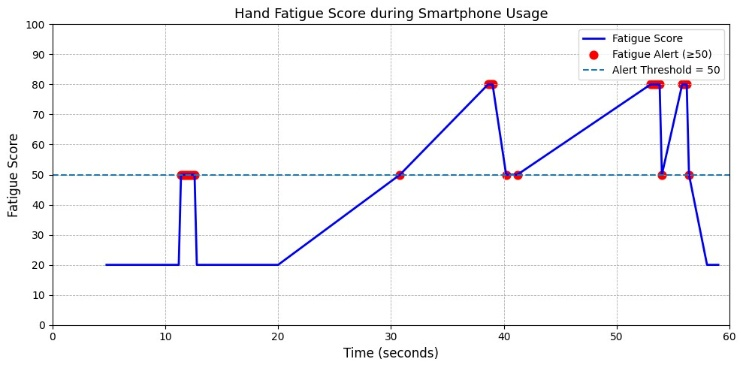 Hand Fatigue Score during Smartphone Usage
Fatigue Score
Fatigue Alert (≥50)
Alert Threshold = 50
Fatigue Score
100
90
80
70
60
50
40
30
20
10
0
0 10 20 30 40 50 60
Time (seconds)